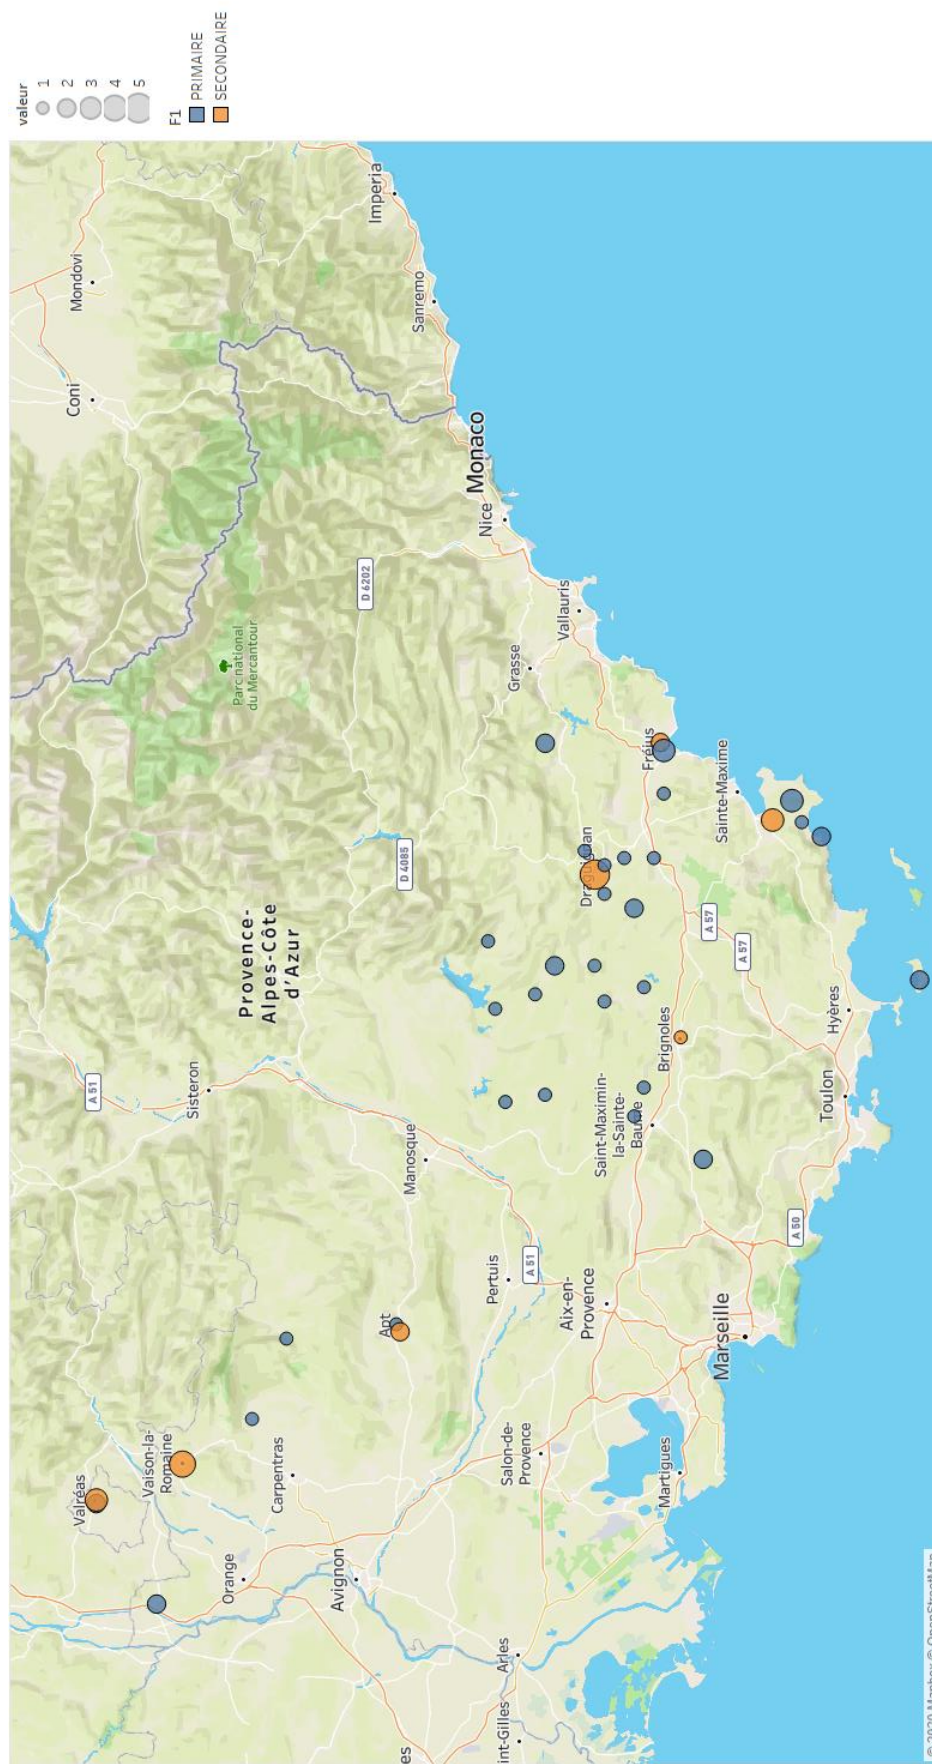 valeur
1
2
3
4
5
F1
PRIMAIRE
SECONDAIRE
Mondovi
Coni
Imperia
Sanremo
Monaco
Nice
D 6202
Parc national
du Mercantour
Vallauris
Grasse
Fréjus
Sainte-Maxime
Draguignan
D 4085
Provence-
Alpes-Côte
d'Azur
A 57
A 57
Hyères
Brignoles
Toulon
Saint-Maximin-
la-Sainte-
Baume
A 51
Sisteron
Manosque
A 50
A 51
Pertuis
Aix-en-
Provence
Marseille
Apt
Salon-de-
Provence
Martigues
Vaison-la-
Romaine
Valréas
Carpentras
Orange
Avignon
Arles
int-Gilles
es
© 2020 Mapbox © OpenStreetMap